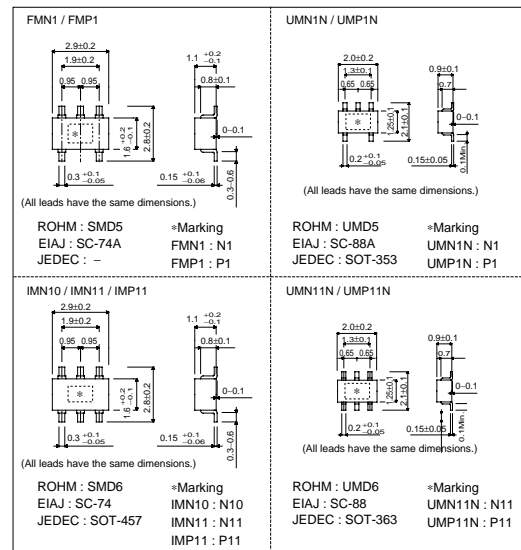 FMN1 / FMP1
2.9±0.2
1.9±0.2
0.95 0.95
1.1 +0.2 −0.1
0.8±0.1
*
1.6 +0.2 −0.1
2.8±0.2
0~0.1
0.3 +0.1 −0.05
0.15 +0.1 −0.06
0.3~0.6
(All leads have the same dimensions.)
ROHM : SMD5
EIAJ : SC-74A
JEDEC : −
*Marking
FMN1 : N1
FMP1 : P1
UMN1N / UMP1N
2.0±0.2
1.3±0.1
0.65 0.65
0.9±0.1
0.7
*
1.25±0.1
2.1±0.1
0~0.1
0.2 +0.1 −0.05
0.15±0.05
0.1Min.
(All leads have the same dimensions.)
ROHM : UMD5
EIAJ : SC-88A
JEDEC : SOT-353
*Marking
UMN1N : N1
UMP1N : P1
IMN10 / IMN11 / IMP11
2.9±0.2
1.9±0.2
0.95 0.95
1.1 +0.2 −0.1
0.8±0.1
*
1.6 +0.2 −0.1
2.8±0.2
0~0.1
0.3 +0.1 −0.05
0.15 +0.1 −0.06
0.3~0.6
(All leads have the same dimensions.)
ROHM : SMD6
EIAJ : SC-74
JEDEC : SOT-457
*Marking
IMN10 : N10
IMN11 : N11
IMP11 : P11
UMN11N / UMP11N
2.0±0.2
1.3±0.1
0.65 0.65
0.9±0.1
0.7
*
1.25±0.1
2.1±0.1
0~0.1
0.2 +0.1 −0.05
0.15±0.05
0.1Min.
(All leads have the same dimensions.)
ROHM : UMD6
EIAJ : SC-88
JEDEC : SOT-363
*Marking
UMN11N : N11
UMP11N : P11